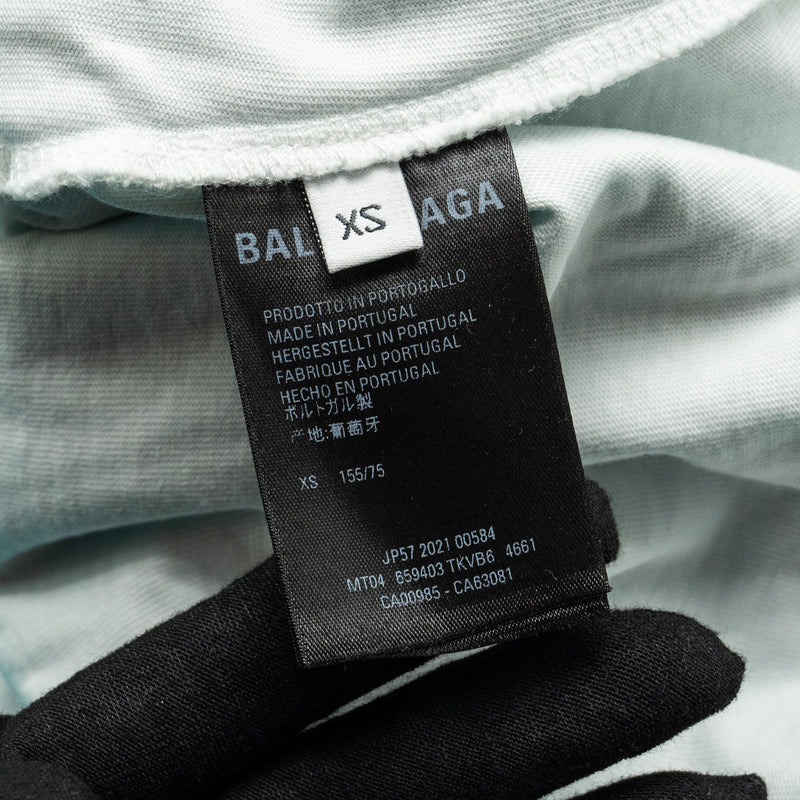 BAL AGA
XS
PRODOTTO IN PORTOGALLO
MADE IN PORTUGAL
HERGESTELLT IN PORTUGAL
FABRIQUE AU PORTUGAL
HECHO EN PORTUGAL
ポルトガル製
产地:葡萄牙
XS 155/75
JP57 2021 00584
MT04 659403 TKVB6 4661
CA00985 - CA63081